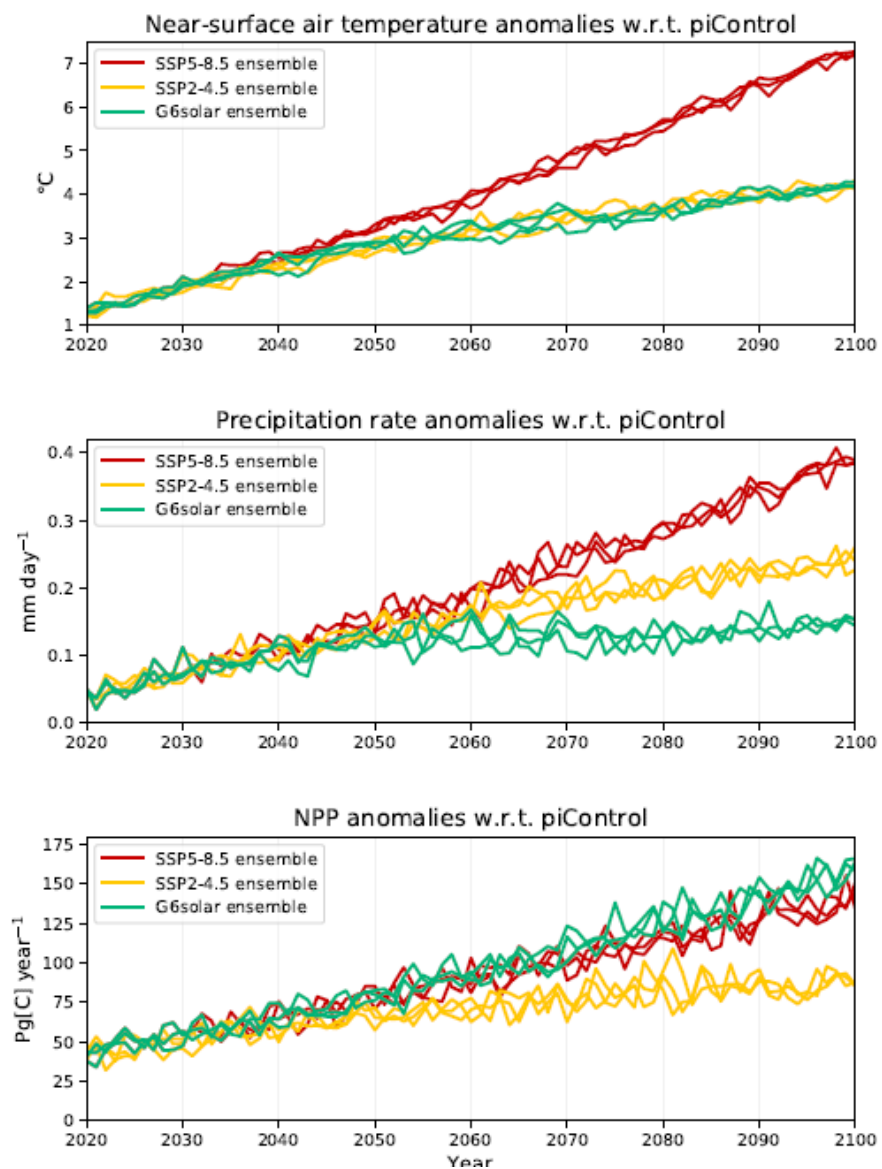 Near-surface air temperature anomalies w.r.t. piControl
7
6
5
4
3
2
1
°C
SSP5-8.5 ensemble
SSP2-4.5 ensemble
G6solar ensemble
2020 2030 2040 2050 2060 2070 2080 2090 2100
Precipitation rate anomalies w.r.t. piControl
0.4
0.3
0.2
0.1
0.0
mm day⁻¹
SSP5-8.5 ensemble
SSP2-4.5 ensemble
G6solar ensemble
2020 2030 2040 2050 2060 2070 2080 2090 2100
NPP anomalies w.r.t. piControl
175
150
125
100
75
50
25
0
Pg[C] year⁻¹
SSP5-8.5 ensemble
SSP2-4.5 ensemble
G6solar ensemble
2020 2030 2040 2050 2060 2070 2080 2090 2100
Year